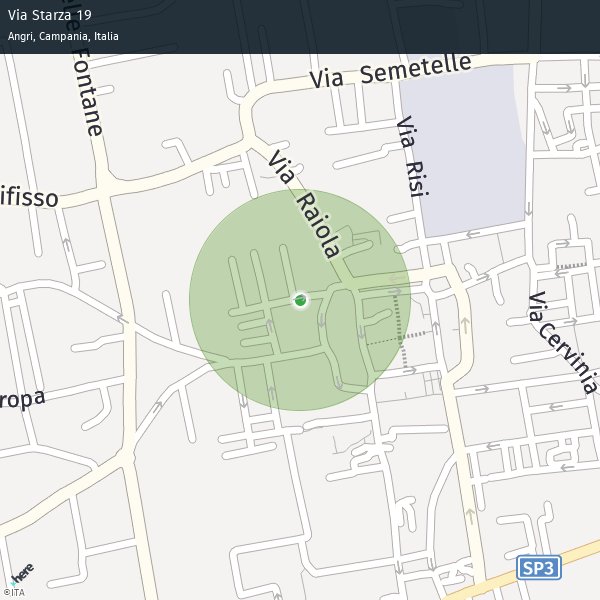 Via Starza 19
Angri, Campania, Italia
Via Semetelle
elle Fontane
Via Risi
ifisso
Via Raiola
Via Cervinia
ropa
SP3
here
©ITA